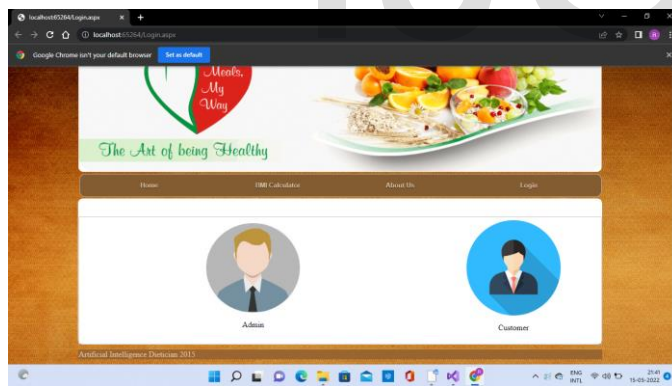 localhost:65264/Login.aspx
localhost:65264/Login.aspx
Google Chrome isn't your default browser Set as default
Meals,
My
Way
The Art of being Healthy
Home BMI Calculator About Us Login
Admin Customer
Artificial Intelligence Dietician 2015
ENG
INTL
21:41
15-05-2022